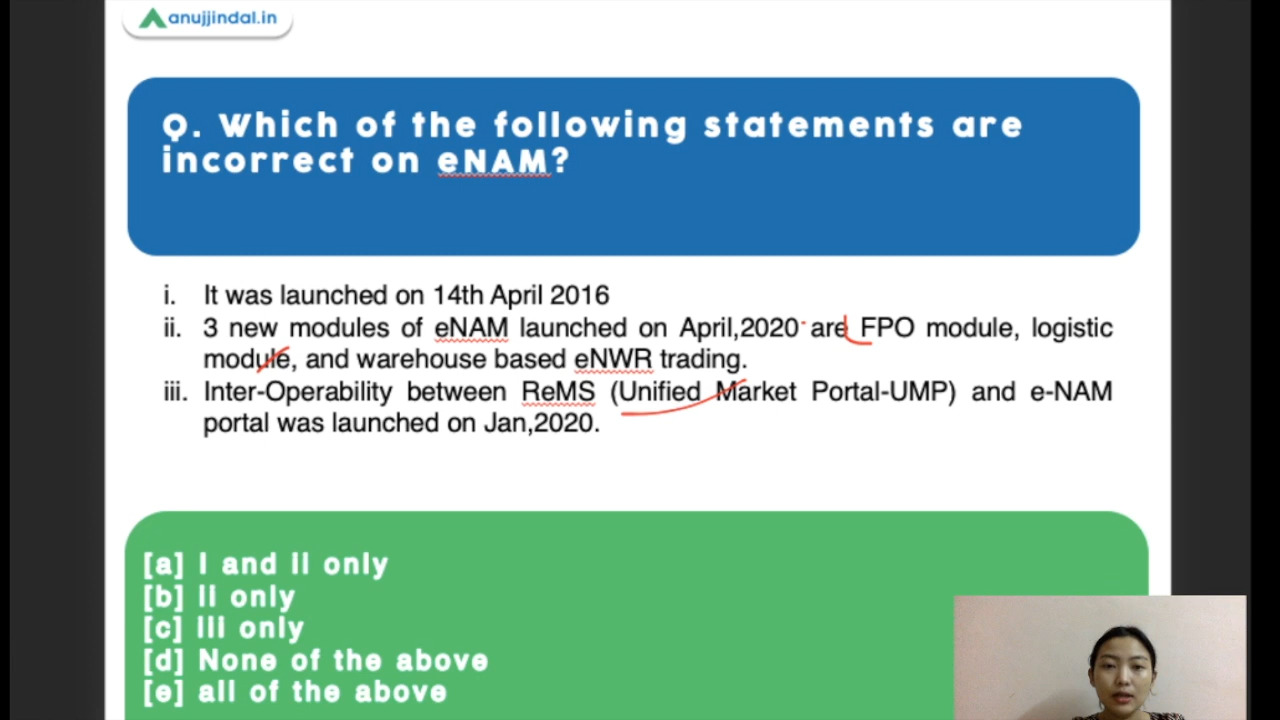 anujjindal.in
Q. Which of the following statements are
incorrect on eNAM?
i. It was launched on 14th April 2016
ii. 3 new modules of eNAM launched on April,2020 are FPO module, logistic
module, and warehouse based eNWR trading.
iii. Inter-Operability between ReMS (Unified Market Portal-UMP) and e-NAM
portal was launched on Jan,2020.
[a] I and II only
[b] II only
[c] III only
[d] None of the above
[e] all of the above